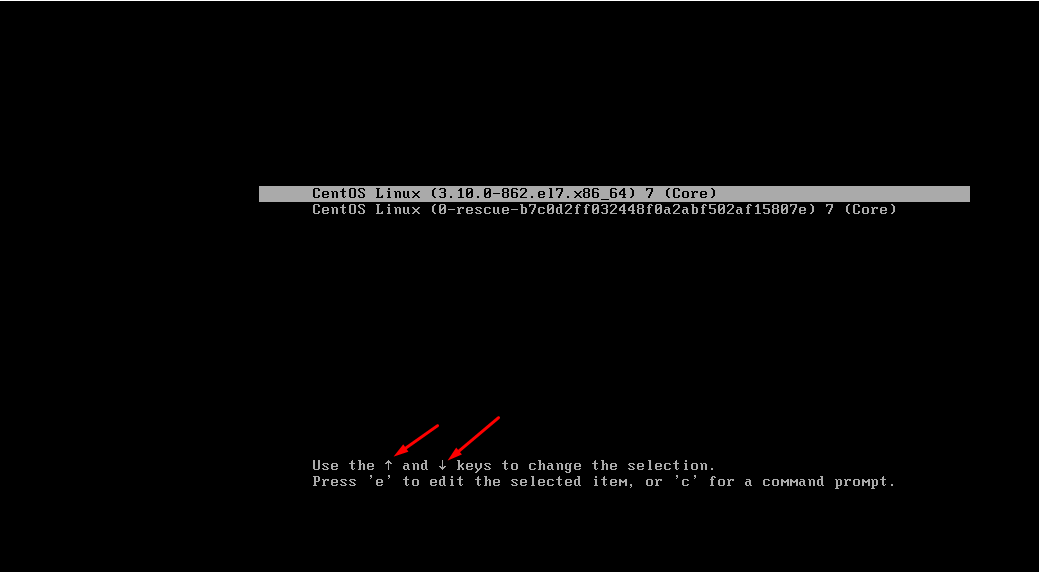 CentOS Linux (3.10.0-862.el7.x86_64) 7 (Core)
CentOS Linux (0-rescue-b7c0d2ff032448f0a2abf502af15807e) 7 (Core)
Use the ↑ and ↓ keys to change the selection.
Press 'e' to edit the selected item, or 'c' for a command prompt.